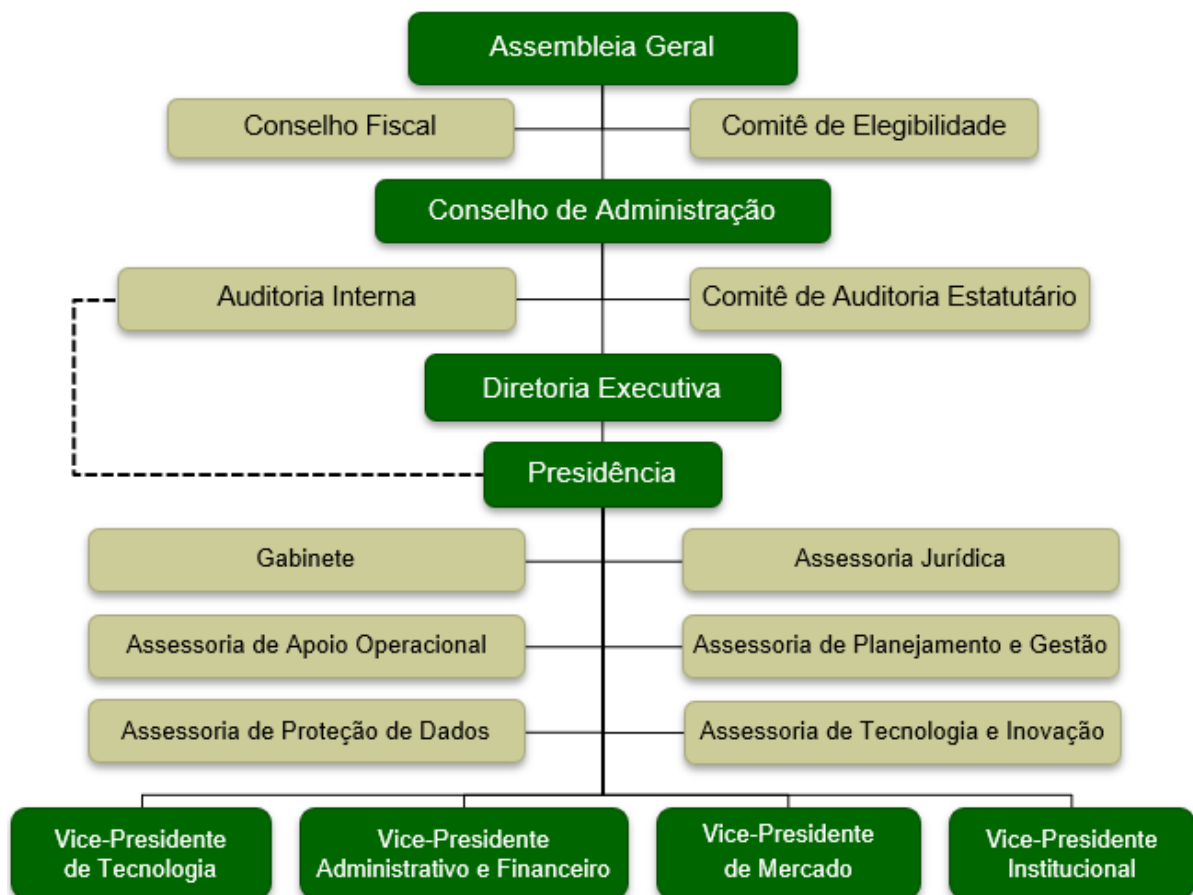 Assembleia Geral
Conselho Fiscal
Comitê de Elegibilidade
Conselho de Administração
Auditoria Interna
Comitê de Auditoria Estatutário
Diretoria Executiva
Presidência
Gabinete
Assessoria Jurídica
Assessoria de Apoio Operacional
Assessoria de Planejamento e Gestão
Assessoria de Proteção de Dados
Assessoria de Tecnologia e Inovação
Vice-Presidente
de Tecnologia
Vice-Presidente
Administrativo e Financeiro
Vice-Presidente
de Mercado
Vice-Presidente
Institucional